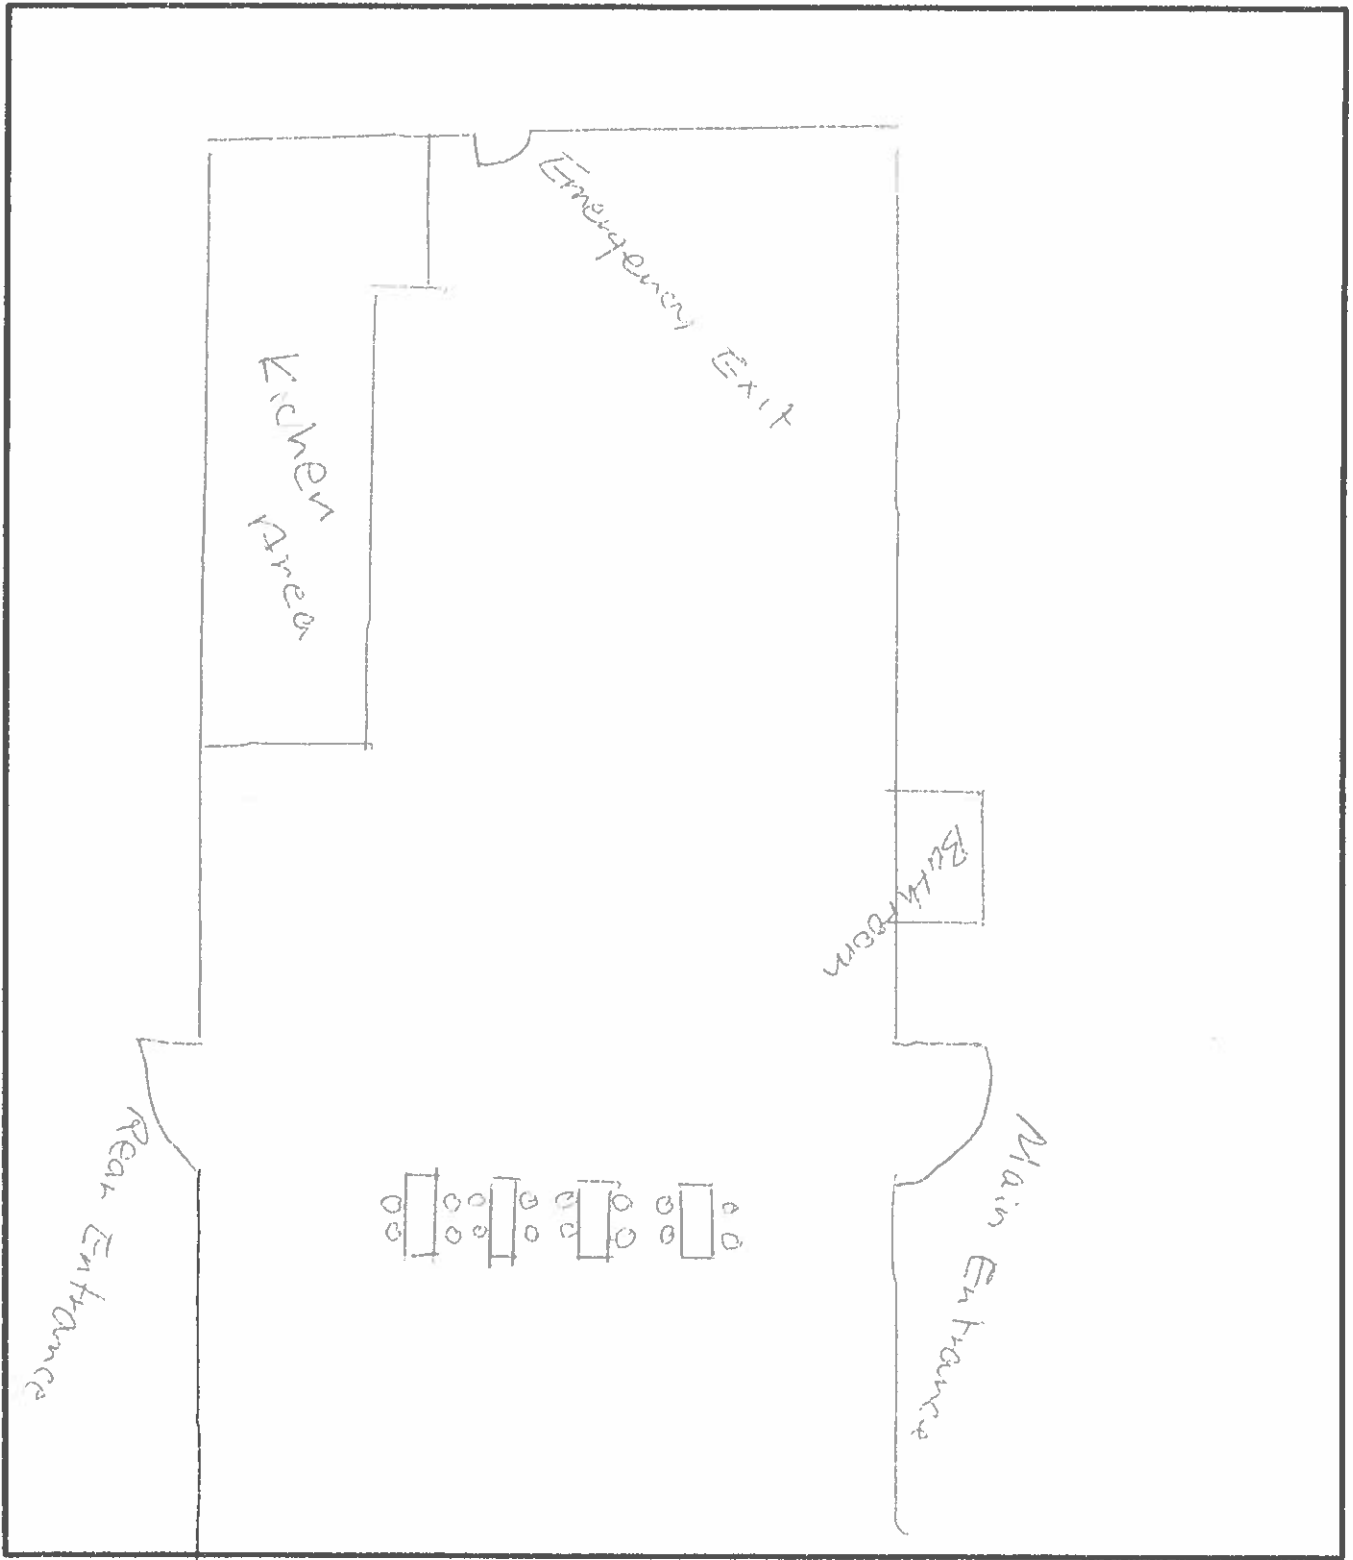 Emergency Exit
Kichen Area
Bathroom
Rear Entrance
Main Entrance